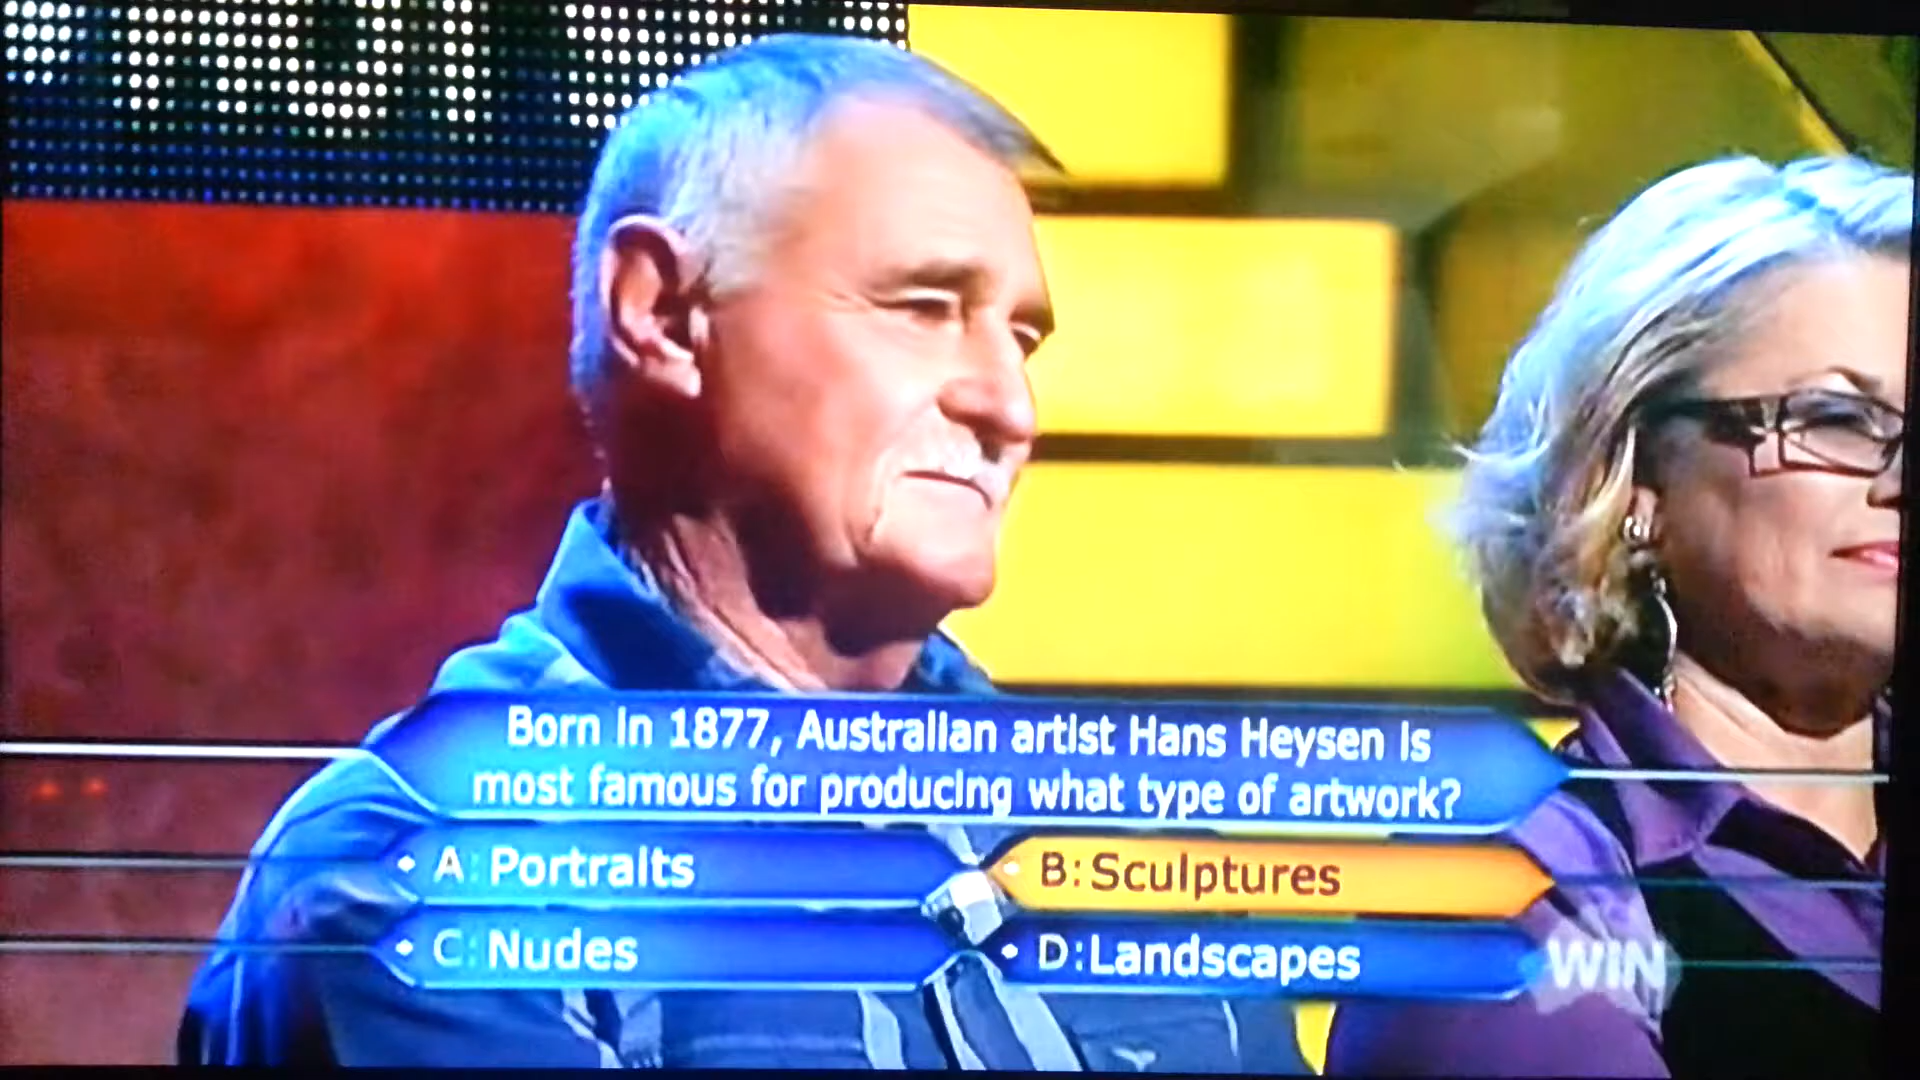 Born in 1877, Australian artist Hans Heysen is
most famous for producing what type of artwork?
A: Portraits
B: Sculptures
C: Nudes
D: Landscapes
WIN